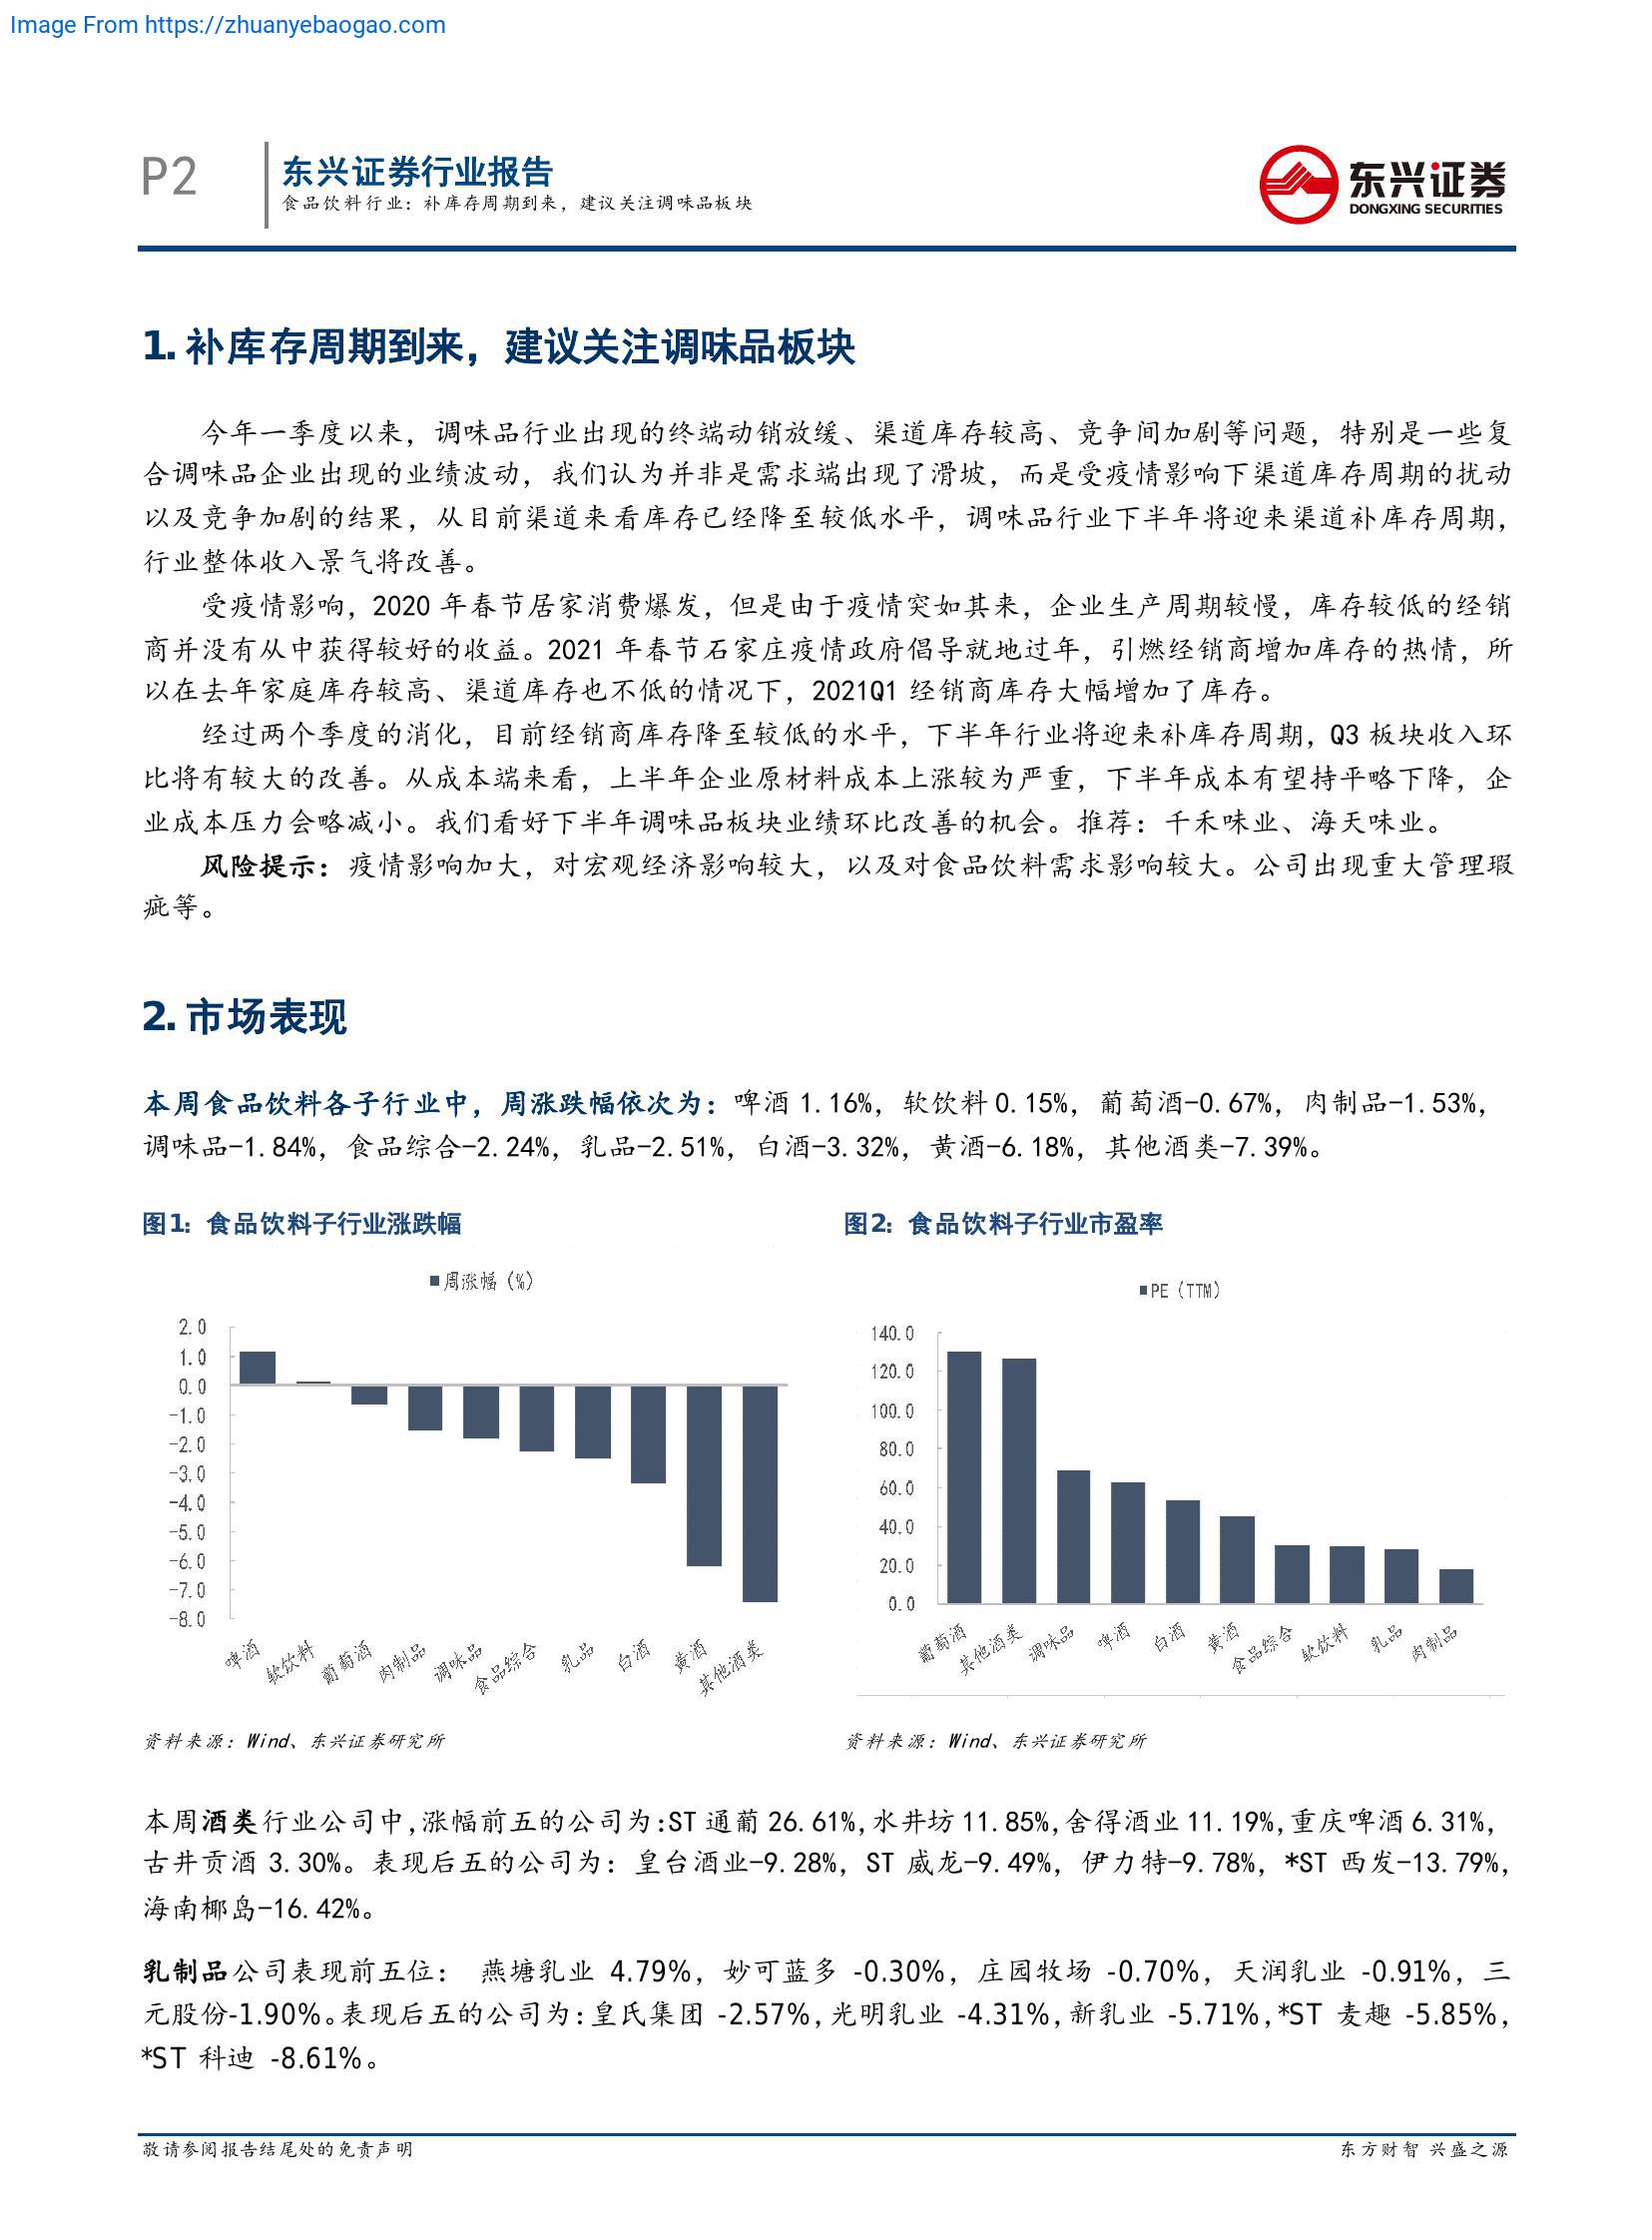 Image From https://zhuanyebaogao.com
P2
东兴证券行业报告
食品饮料行业：补库存周期到来，建议关注调味品板块
东兴证券
DONGXING SECURITIES
1. 补库存周期到来，建议关注调味品板块
今年一季度以来，调味品行业出现的终端动销放缓、渠道库存较高、竞争间加剧等问题，特别是一些复
合调味品企业出现的业绩波动，我们认为并非是需求端出现了滑坡，而是受疫情影响下渠道库存周期的扰动
以及竞争加剧的结果，从目前渠道来看库存已经降至较低水平，调味品行业下半年将迎来渠道补库存周期，
行业整体收入景气将改善。
受疫情影响，2020 年春节居家消费爆发，但是由于疫情突如其来，企业生产周期较慢，库存较低的经销
商并没有从中获得较好的收益。2021 年春节石家庄疫情政府倡导就地过年，引燃经销商增加库存的热情，所
以在去年家庭库存较高、渠道库存也不低的情况下，2021Q1 经销商库存大幅增加了库存。
经过两个季度的消化，目前经销商库存降至较低的水平，下半年行业将迎来补库存周期，Q3 板块收入环
比将有较大的改善。从成本端来看，上半年企业原材料成本上涨较为严重，下半年成本有望持平略下降，企
业成本压力会略减小。我们看好下半年调味品板块业绩环比改善的机会。推荐：千禾味业、海天味业。
风险提示：疫情影响加大，对宏观经济影响较大，以及对食品饮料需求影响较大。公司出现重大管理瑕
疵等。
2. 市场表现
本周食品饮料各子行业中，周涨跌幅依次为：啤酒 1.16%，软饮料 0.15%，葡萄酒-0.67%，肉制品-1.53%，
调味品-1.84%，食品综合-2.24%，乳品-2.51%，白酒-3.32%，黄酒-6.18%，其他酒类-7.39%。
图1：食品饮料子行业涨跌幅
周涨幅（%）
2.0
1.0
0.0
-1.0
-2.0
-3.0
-4.0
-5.0
-6.0
-7.0
-8.0
啤酒 软饮料 葡萄酒 肉制品 调味品 食品综合 乳品 白酒 黄酒 其他酒类
资料来源：Wind、东兴证券研究所
图2：食品饮料子行业市盈率
PE（TTM）
140.0
120.0
100.0
80.0
60.0
40.0
20.0
0.0
葡萄酒 其他酒类 调味品 啤酒 白酒 黄酒 食品综合 软饮料 乳品 肉制品
资料来源：Wind、东兴证券研究所
本周酒类行业公司中,涨幅前五的公司为:ST 通葡 26.61%,水井坊 11.85%,舍得酒业 11.19%,重庆啤酒 6.31%,
古井贡酒 3.30%。表现后五的公司为：皇台酒业-9.28%，ST 威龙-9.49%，伊力特-9.78%，*ST 西发-13.79%，
海南椰岛-16.42%。
乳制品公司表现前五位： 燕塘乳业 4.79%，妙可蓝多 -0.30%，庄园牧场 -0.70%，天润乳业 -0.91%，三
元股份-1.90%。表现后五的公司为:皇氏集团 -2.57%,光明乳业 -4.31%,新乳业 -5.71%,*ST 麦趣 -5.85%,
*ST 科迪 -8.61%。
敬请参阅报告结尾处的免责声明
东方财智 兴盛之源